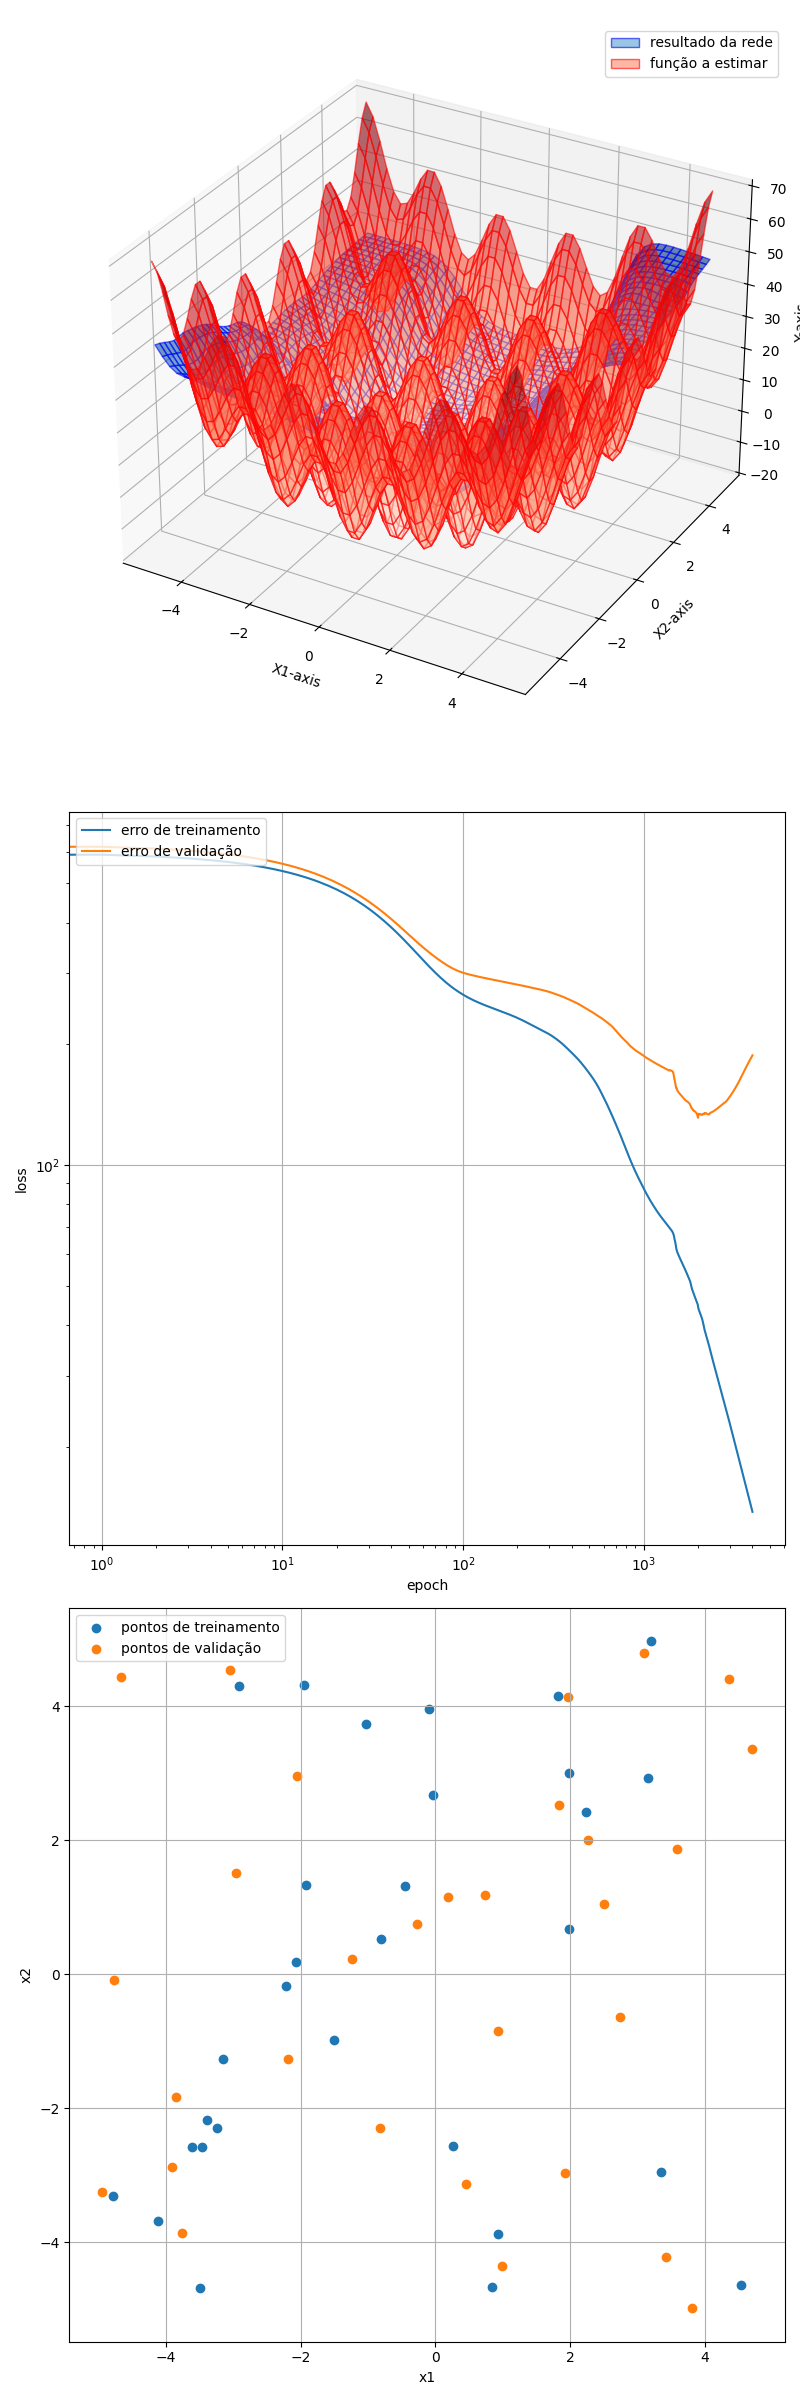 resultado da rede
função a estimar
70
60
50
40
30
20
10
0
−10
−20
−4
−2
0
2
4
X1-axis
−4
−2
0
2
4
X2-axis
erro de treinamento
erro de validação
10²
loss
10⁰
10¹
10²
10³
epoch
pontos de treinamento
pontos de validação
4
2
0
−2
−4
x2
−4
−2
0
2
4
x1